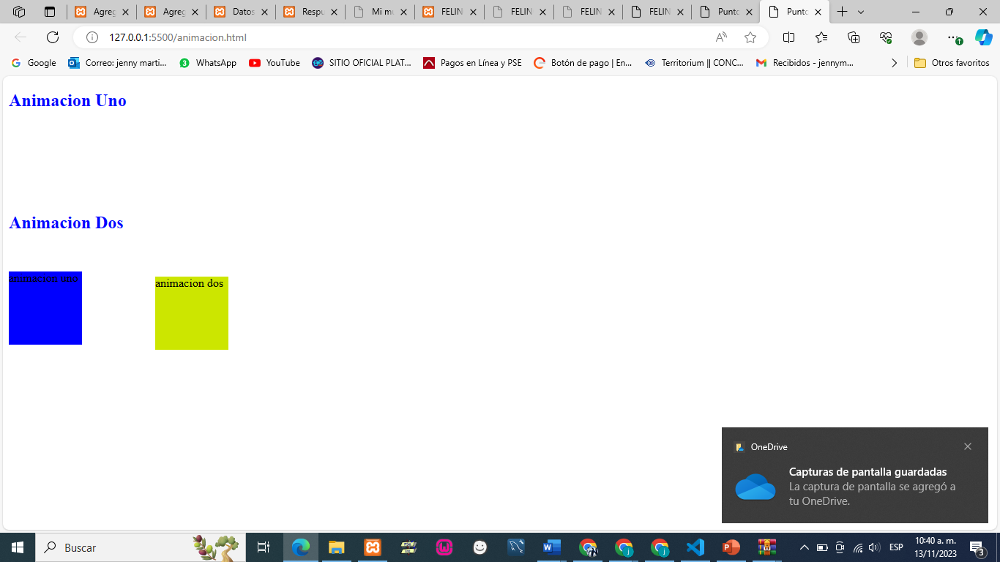 Agreg
Agreg
Datos
Respu
Mi mu
FELIN
FELIN
FELIN
FELIN
Punto
Punto
127.0.0.1:5500/animacion.html
Google
Correo: jenny marti...
WhatsApp
YouTube
SITIO OFICIAL PLAT...
Pagos en Línea y PSE
Botón de pago | En...
Territorium || CONC...
Recibidos - jennym...
Otros favoritos
Animacion Uno
Animacion Dos
animacion uno
animacion dos
OneDrive
Capturas de pantalla guardadas
La captura de pantalla se agregó a
tu OneDrive.
Buscar
ESP
10:40 a. m.
13/11/2023
3